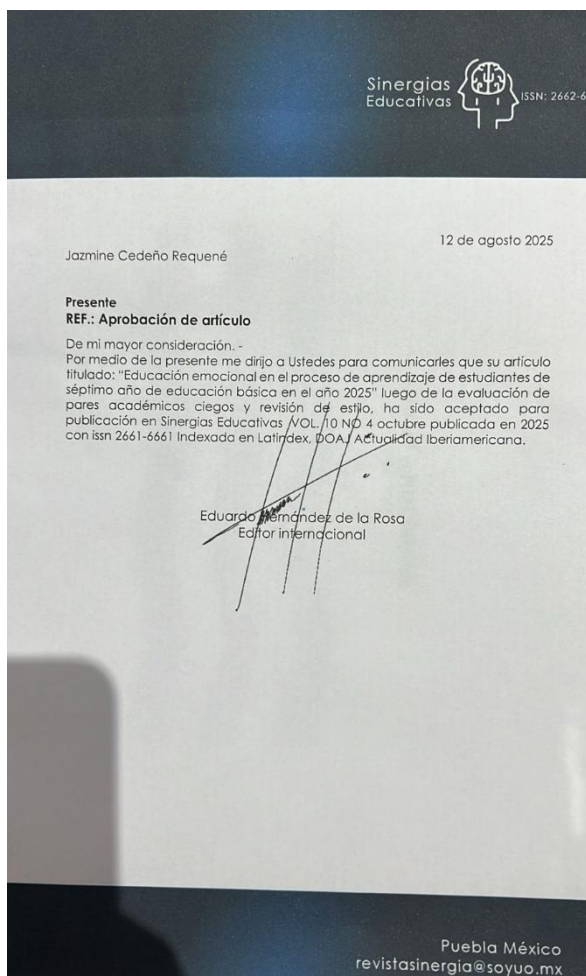 Sinergias
Educativas
ISSN: 2662-6
12 de agosto 2025
Jazmine Cedeño Requené
Presente
REF.: Aprobación de artículo
De mi mayor consideración. -
Por medio de la presente me dirijo a Ustedes para comunicarles que su artículo
titulado: “Educación emocional en el proceso de aprendizaje de estudiantes de
séptimo año de educación básica en el año 2025” luego de la evaluación de
pares académicos ciegos y revisión de estilo, ha sido aceptado para
publicación en Sinergias Educativas VOL. 10 NO 4 octubre publicada en 2025
con issn 2661-6661 Indexada en Latindex, DOAJ Actualidad Iberiamericana.
Eduardo Hernández de la Rosa
Editor internacional
Puebla México
revistasinergia@soyuo.mx